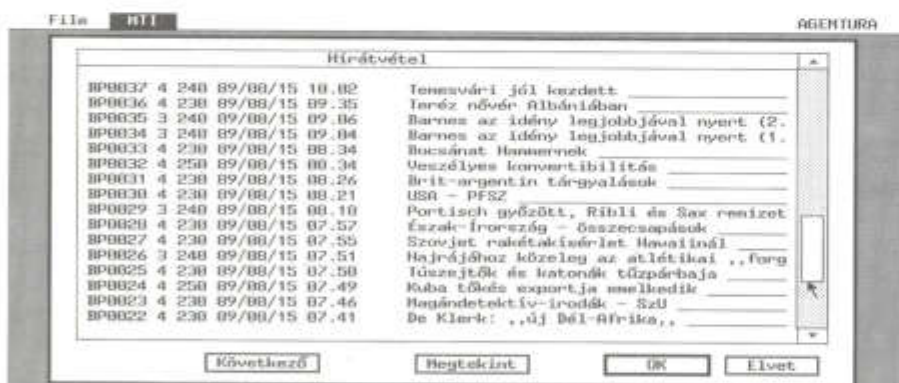 File MTI AGENTURA
Hírátvétel
BP0037 4 240 89/08/15 10.02 Temesvári jól kezdett
BP0036 4 230 89/08/15 09.35 Teréz nővér Albániában
BP0035 3 240 89/08/15 09.06 Barnes az idény legjobbjával nyert (2.
BP0034 3 240 89/08/15 09.04 Barnes az idény legjobbjával nyert (1.
BP0033 4 230 89/08/15 08.34 Bocsánat Hammernek
BP0032 4 250 89/08/15 08.34 Veszélyes konvertibilitás
BP0031 4 230 89/08/15 08.26 Brit-argentin tárgyalások
BP0030 4 230 89/08/15 08.21 USA - PFSZ
BP0029 3 240 89/08/15 08.10 Portisch győzött, Ribli és Sax remizet
BP0028 4 230 89/08/15 07.57 Észak-Írország - összecsapások
BP0027 4 230 89/08/15 07.55 Szovjet rakétakísérlet Havaiinál
BP0026 3 240 89/08/15 07.51 Hajrájához közeleg az atlétikai ,,forg
BP0025 4 230 89/08/15 07.50 Túszejtők és katonák tűzpárbaja
BP0024 4 250 89/08/15 07.49 Kuba tőkés exportja emelkedik
BP0023 4 230 89/08/15 07.46 Magándetektív-irodák - SzU
BP0022 4 230 89/08/15 07.41 De Klerk: ,,új Dél-Afrika,,
Következő Megtekint OK Elvet